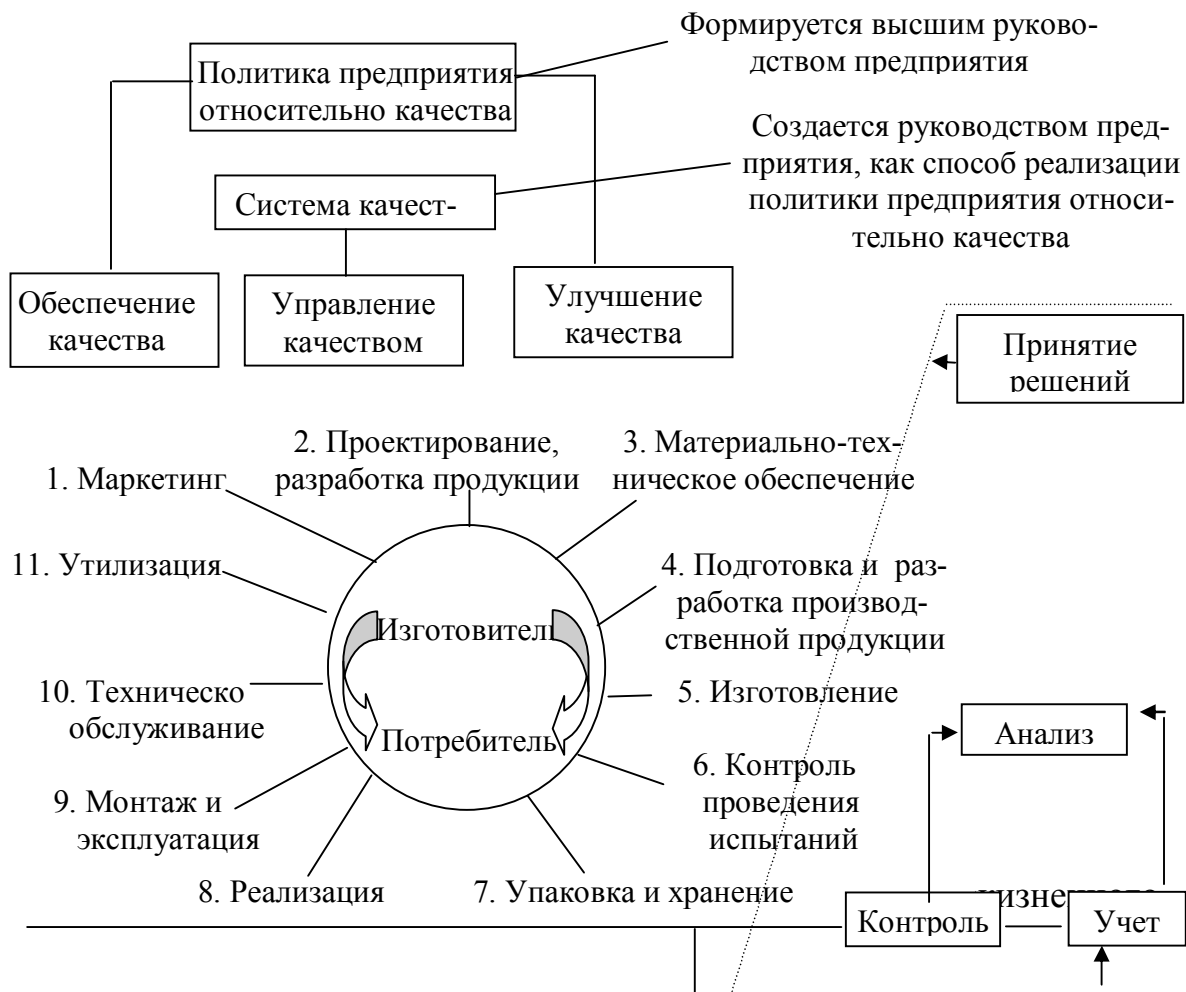 Формируется высшим руково-
дством предприятия
Политика предприятия
относительно качества
Создается руководством пред-
приятия, как способ реализации
политики предприятия относи-
тельно качества
Система качест-
Обеспечение
качества
Управление
качеством
Улучшение
качества
Принятие
решений
1. Маркетинг
2. Проектирование,
разработка продукции
3. Материально-тех-
ническое обеспечение
11. Утилизация
4. Подготовка и раз-
работка производ-
ственной продукции
Изготовитель
10. Техническо
обслуживание
5. Изготовление
Потребитель
Анализ
6. Контроль
проведения
испытаний
9. Монтаж и
эксплуатация
8. Реализация
7. Упаковка и хранение
Контроль
Учет